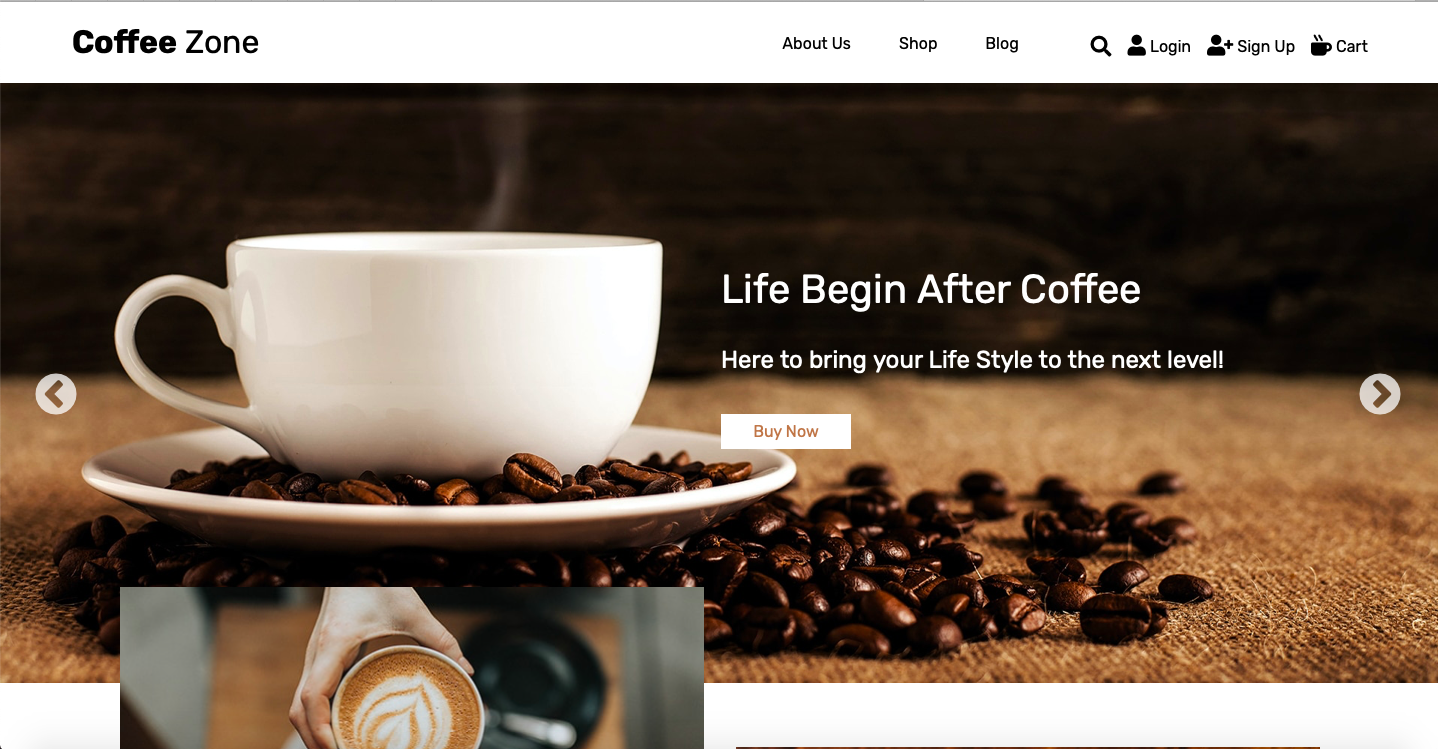 Coffee Zone
About Us Shop Blog Login Sign Up Cart
Life Begin After Coffee
Here to bring your Life Style to the next level!
Buy Now